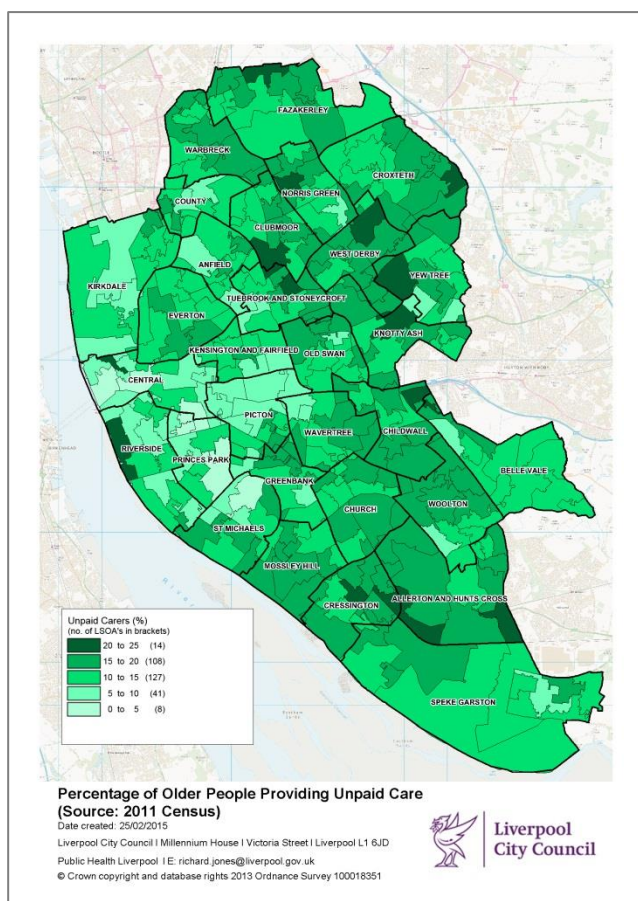 FAZAKERLEY
WARBRECK
CROXTETH
NORRIS GREEN
COUNTY
CLUBMOOR
WEST DERBY
ANFIELD
YEW TREE
KIRKDALE
TUEBROOK AND STONEYCROFT
EVERTON
KNOTTY ASH
KENSINGTON AND FAIRFIELD
OLD SWAN
CENTRAL
PICTON
WAVERTREE
CHILDWALL
RIVERSIDE
PRINCES PARK
BELLE VALE
GREENBANK
WOOLTON
CHURCH
ST MICHAELS
MOSSLEY HILL
ALLERTON AND HUNTS CROSS
CRESSINGTON
SPEKE GARSTON
Unpaid Carers (%)
(no. of LSOA's in brackets)
20 to 25 (14)
15 to 20 (108)
10 to 15 (127)
5 to 10 (41)
0 to 5 (8)
Percentage of Older People Providing Unpaid Care
(Source: 2011 Census)
Date created: 25/02/2015
Liverpool City Council I Millennium House I Victoria Street I Liverpool L1 6JD
Public Health Liverpool I E: richard.jones@liverpool.gov.uk
© Crown copyright and database rights 2013 Ordnance Survey 100018351
Liverpool
City Council